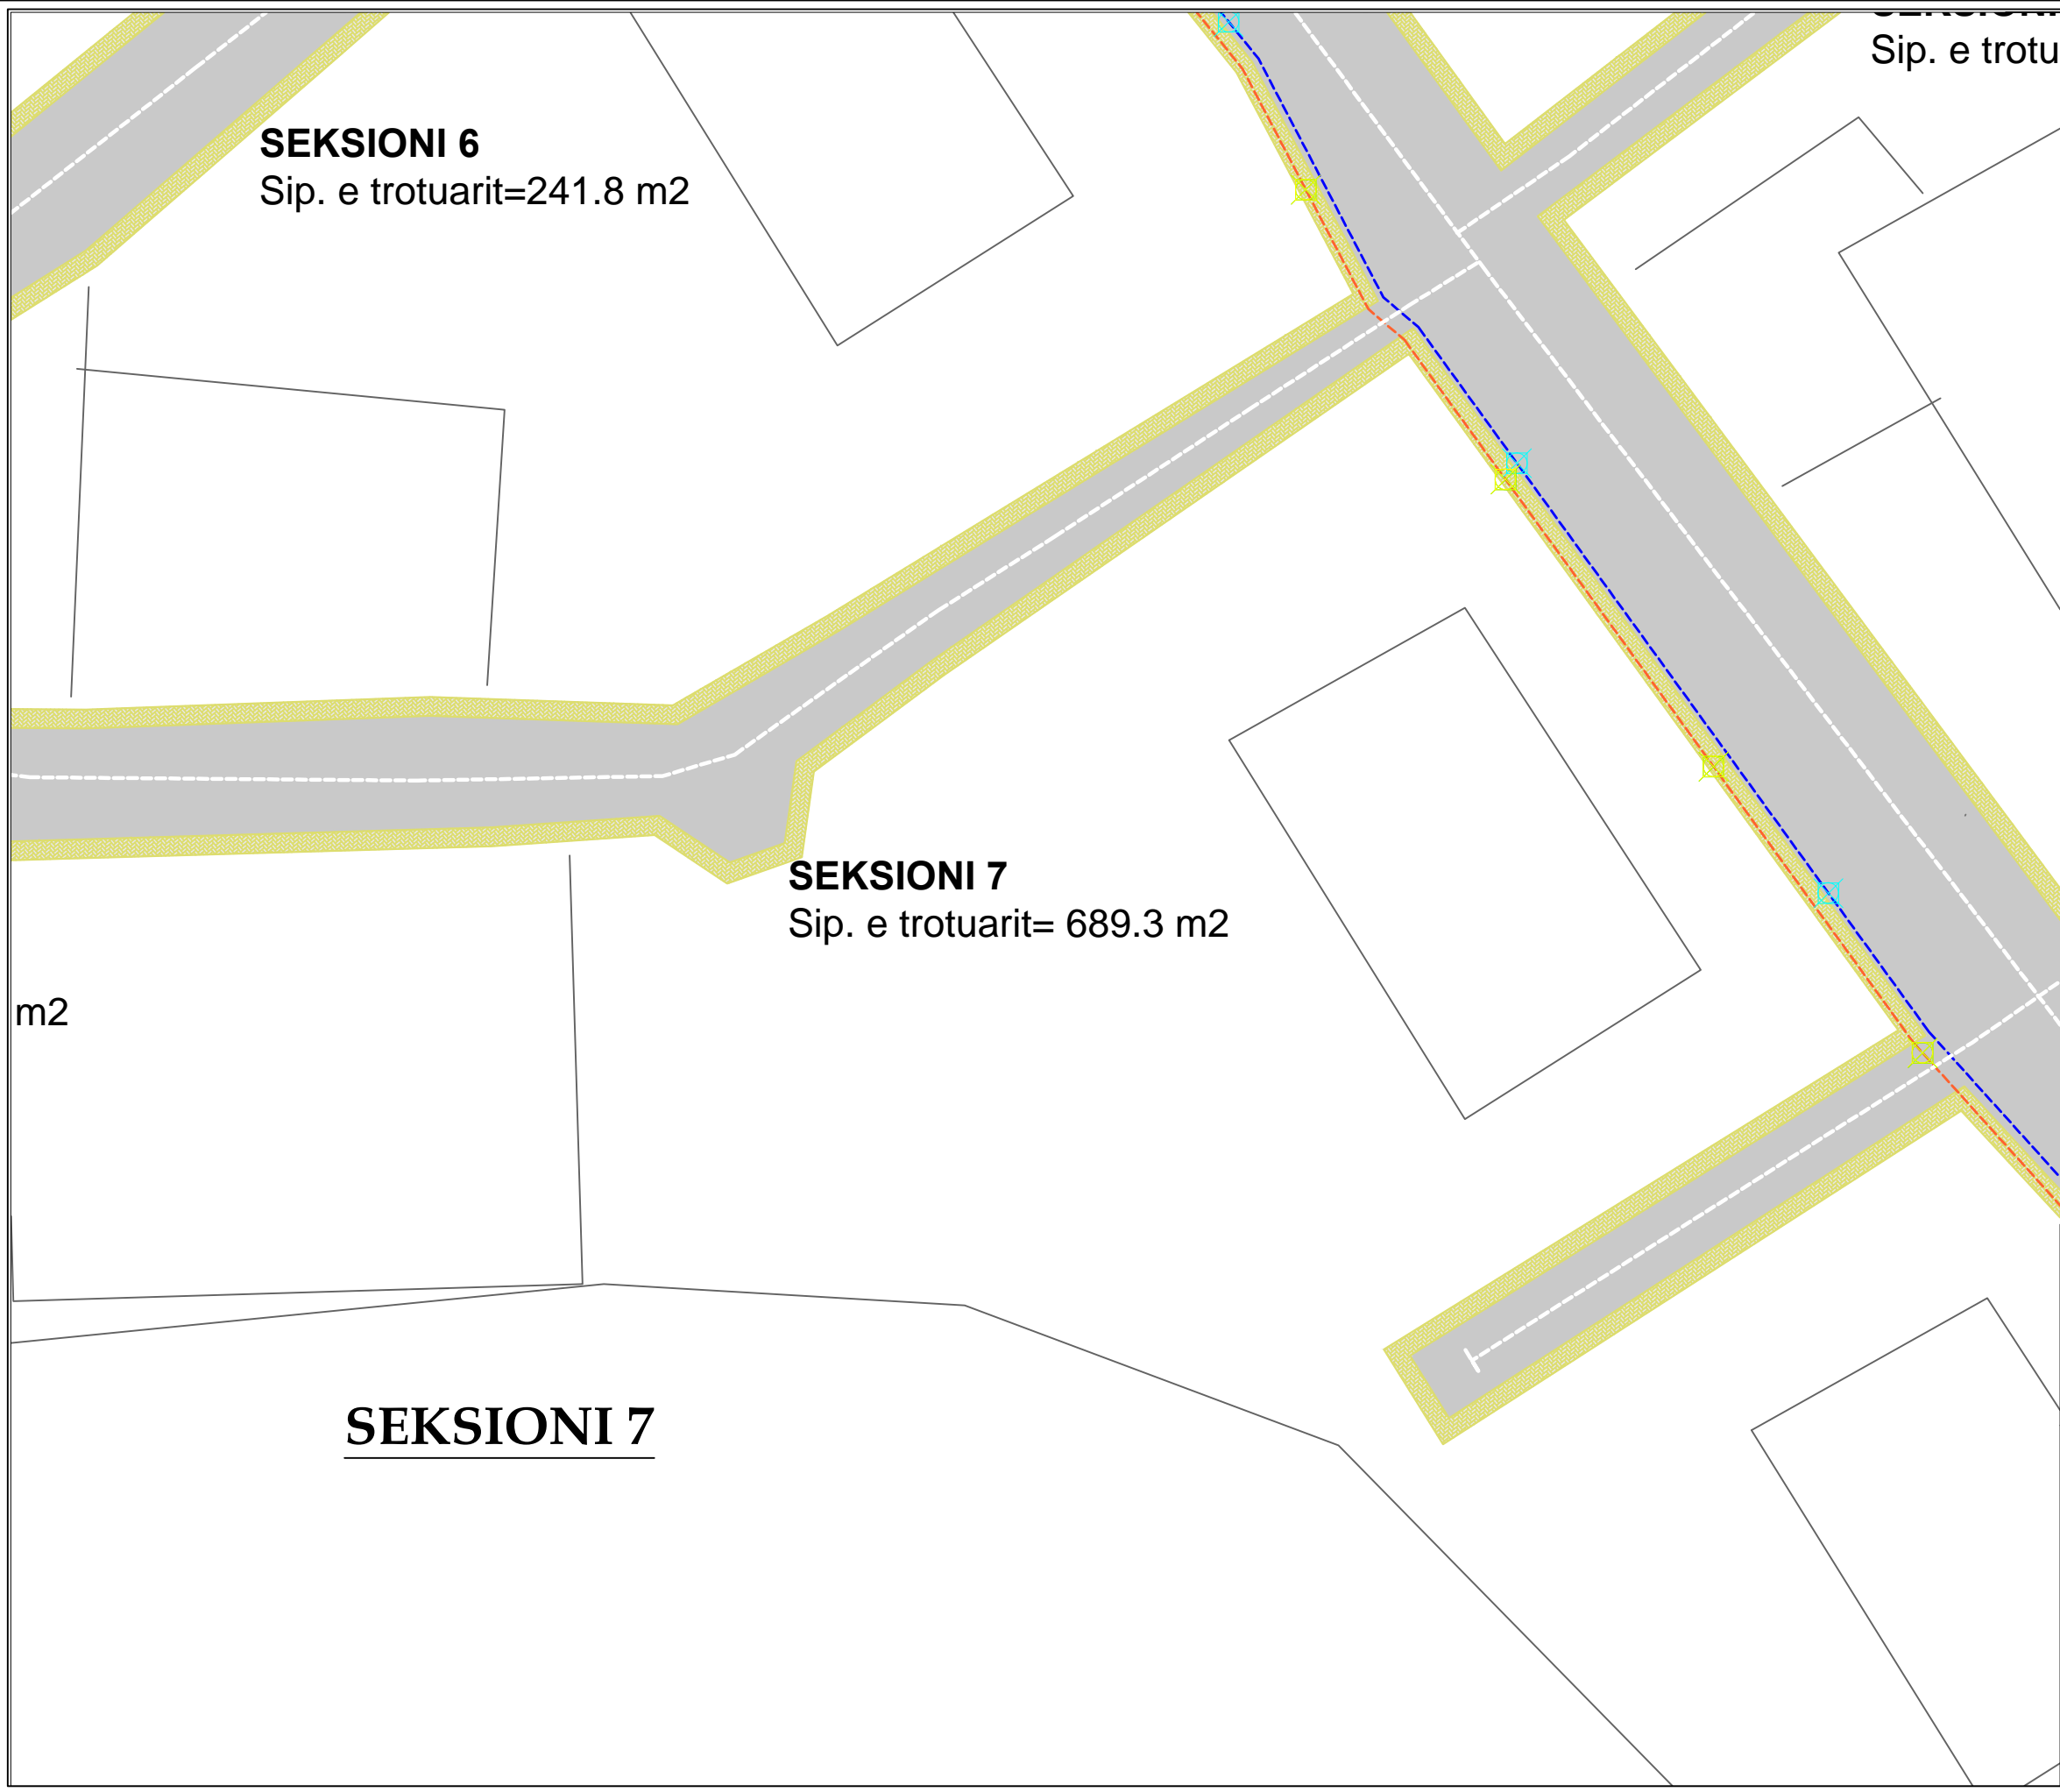 Sip. e trotu
SEKSIONI 6
Sip. e trotuarit=241.8 m2
SEKSIONI 7
Sip. e trotuarit= 689.3 m2
m2
SEKSIONI 7